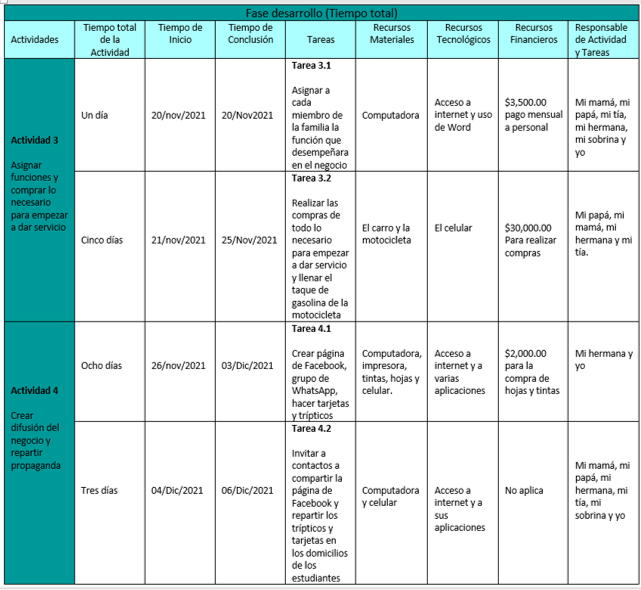 Fase desarrollo (Tiempo total)
Actividades
Tiempo total
de la
Actividad
Tiempo de
Inicio
Tiempo de
Conclusión
Tareas
Recursos
Materiales
Recursos
Tecnológicos
Recursos
Financieros
Responsable
de Actividad
y Tareas
Actividad 3
Asignar
funciones y
comprar lo
necesario
para empezar
a dar servicio
Un día
20/nov/2021
20/Nov2021
Tarea 3.1
Asignar a
cada
miembro de
la familia la
función que
desempeñara
en el negocio
Computadora
Acceso a
internet y uso
de Word
$3,500.00
pago mensual
a personal
Mi mamá, mi
papá, mi tía,
mi hermana,
mi sobrina y
yo
Cinco días
21/nov/2021
25/Nov/2021
Tarea 3.2
Realizar las
compras de
todo lo
necesario
para empezar
a dar servicio
y llenar el
taque de
gasolina de la
motocicleta
El carro y la
motocicleta
El celular
$30,000.00
Para realizar
compras
Mi papá, mi
mamá, mi
hermana y mi
tía.
Actividad 4
Crear
difusión del
negocio y
repartir
propaganda
Ocho días
26/nov/2021
03/Dic/2021
Tarea 4.1
Crear página
de Facebook,
grupo de
WhatsApp,
hacer tarjetas
y trípticos
Computadora,
impresora,
tintas, hojas y
celular.
Acceso a
internet y a
varias
aplicaciones
$2,000.00
para la
compra de
hojas y tintas
Mi hermana y
yo
Tres días
04/Dic/2021
06/Dic/2021
Tarea 4.2
Invitar a
contactos a
compartir la
página de
Facebook y
repartir los
trípticos y
tarjetas en
los domicilios
de los
estudiantes
Computadora
y celular
Acceso a
internet y a
sus
aplicaciones
No aplica
Mi mamá, mi
papá, mi
hermana, mi
tía, mi
sobrina y yo